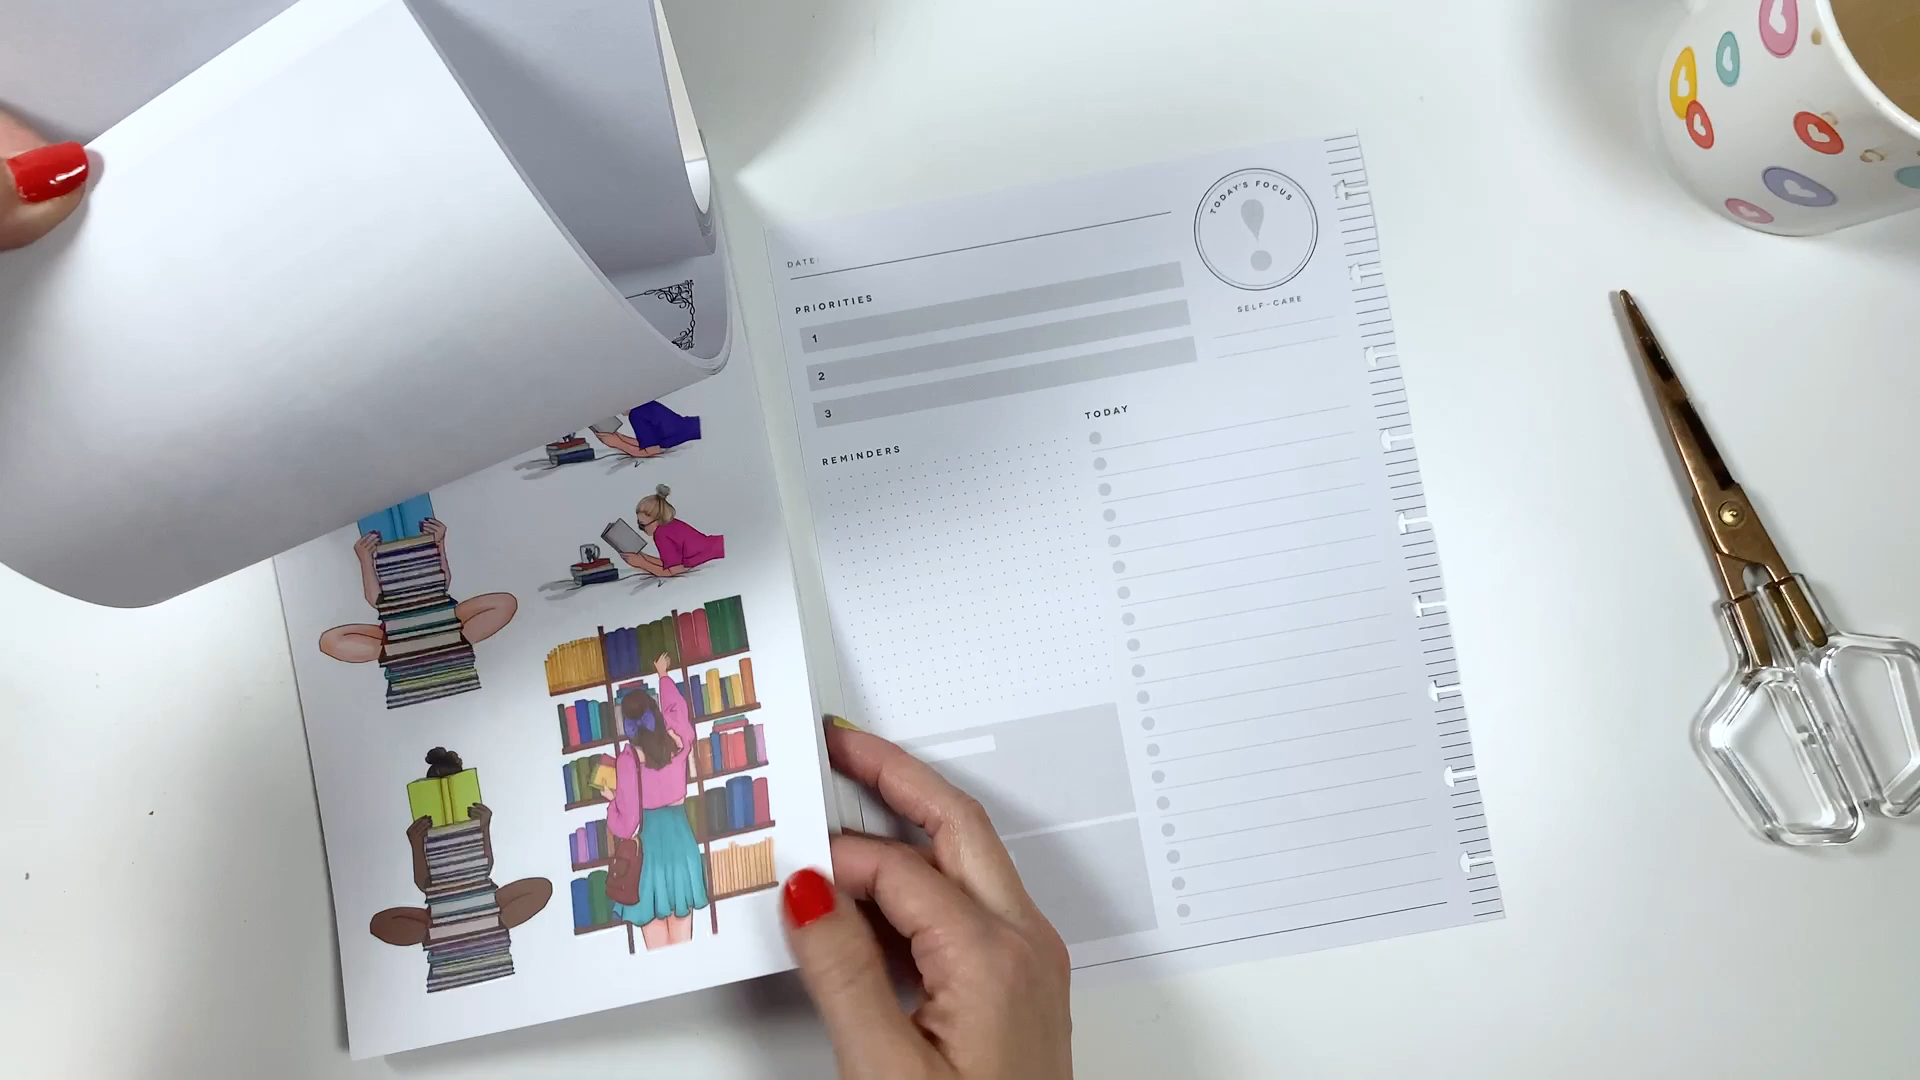 TODAY'S FOCUS
DATE:
SELF-CARE
PRIORITIES
1
2
3
TODAY
REMINDERS